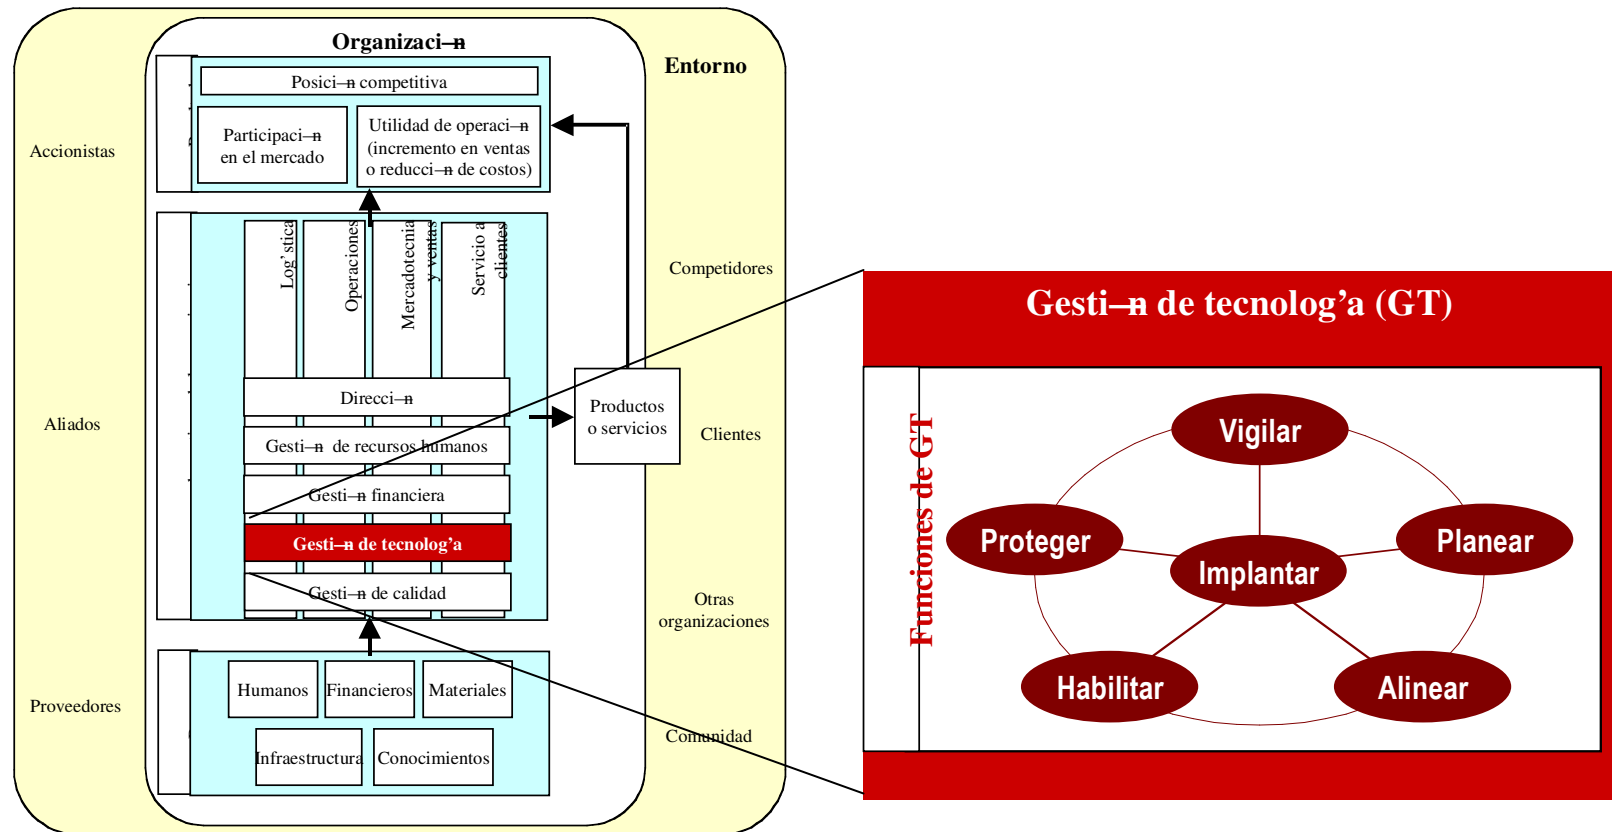 Organizaci—n
Entorno
Posici—n competitiva
Participaci—n
en el mercado
Utilidad de operaci—n
(incremento en ventas
o reducci—n de costos)
Accionistas
Aliados
Proveedores
Log’stica
Operaciones
Mercadotecnia
y ventas
Servicio a
clientes
Direcci—n
Gesti—n de recursos humanos
Gesti—n financiera
Gesti—n de tecnolog’a
Gesti—n de calidad
Productos
o servicios
Competidores
Clientes
Otras
organizaciones
Comunidad
Humanos
Financieros
Materiales
Infraestructura
Conocimientos
Gesti—n de tecnolog’a (GT)
Funciones de GT
Vigilar
Proteger
Planear
Implantar
Habilitar
Alinear